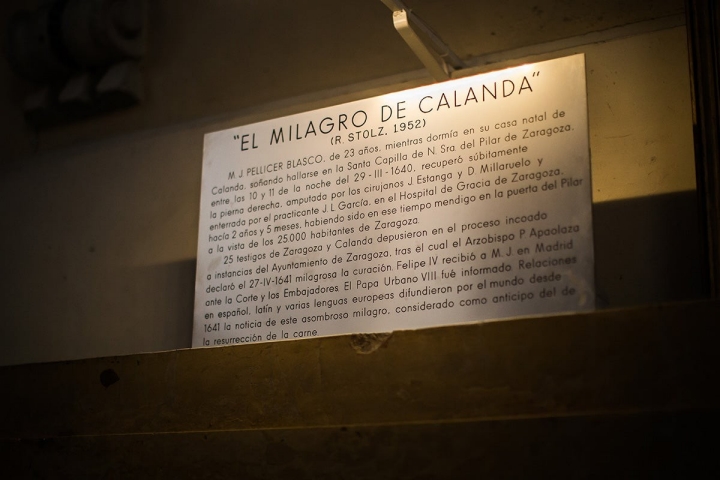 "EL MILAGRO DE CALANDA"
(R. STOLZ, 1952)
M. J. PELLICER BLASCO, de 23 años, mientras dormía en su casa natal de
Calanda, soñando hallarse en la Santa Capilla de N. Sra. del Pilar de Zaragoza,
entre las 10 y 11 de la noche del 29-III-1640, recuperó súbitamente
la pierna derecha, amputada por los cirujanos J. Estanga y D. Millaruelo y
enterrada por el practicante J. L. García, en el Hospital de Gracia de Zaragoza,
hacía 2 años y 5 meses, habiendo sido en ese tiempo mendigo en la puerta del Pilar
a la vista de los 25.000 habitantes de Zaragoza.
25 testigos de Zaragoza y Calanda depusieron en el proceso incoado
a instancias del Ayuntamiento de Zaragoza, tras él cual el Arzobispo P. Apaolaza
declaró el 27-IV-1641 milagrosa la curación. Felipe IV recibió a M. J. en Madrid
ante la Corte y los Embajadores. El Papa Urbano VIII fué informado. Relaciones
en español, latín y varias lenguas europeas difundieron por el mundo desde
1641 la noticia de este asombroso milagro, considerado como anticipo del de
la resurrección de la carne.